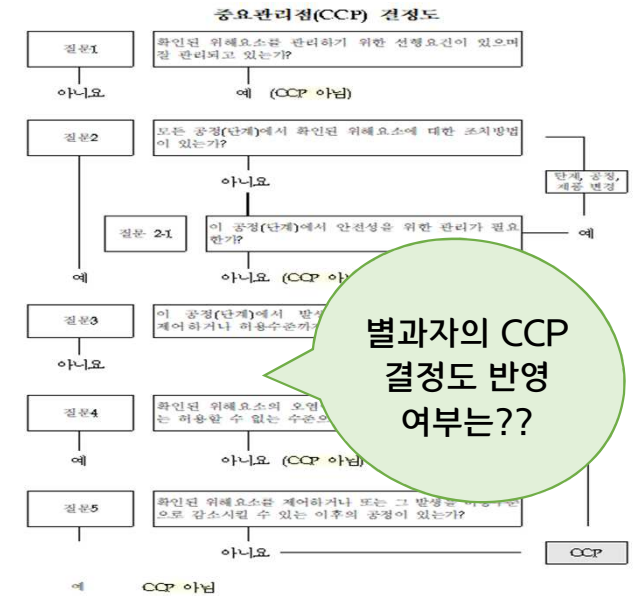 중요관리점(CCP) 결정도
질문1
확인된 위해요소를 관리하기 위한 선행요건이 있으며
잘 관리되고 있는가?
아니요
예 (CCP 아님)
질문2
모든 공정(단계)에서 확인된 위해요소에 대한 조치방법
이 있는가?
아니요
단계, 공정,
제품 변경
질문 2-1
이 공정(단계)에서 안전성을 위한 관리가 필요
한가?
예
예
아니요 (CCP
질문3
이 공정(단계)에서
제어하거나 허용수준까지
아니요
별과자의 CCP
결정도 반영
여부는??
질문4
확인된 위해요소의
는 허용할 수 없는 수준으
예
아니요 (CCP 아님)
질문5
확인된 위해요소를 제어하거나 또는 그 발생을
으로 감소시킬 수 있는 이후의 공정이 있는가?
아니요
CCP
예 CCP 아님